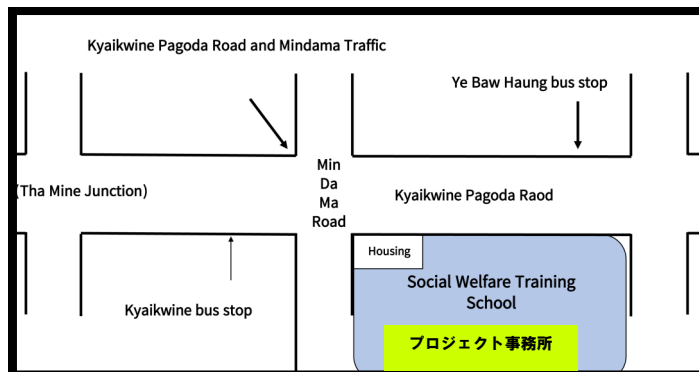 Kyaikwine Pagoda Road and Mindama Traffic
Ye Baw Haung bus stop
(Tha Mine Junction)
Min
Da
Ma
Road
Kyaikwine Pagoda Raod
Housing
Social Welfare Training
School
Kyaikwine bus stop
プロジェクト事務所